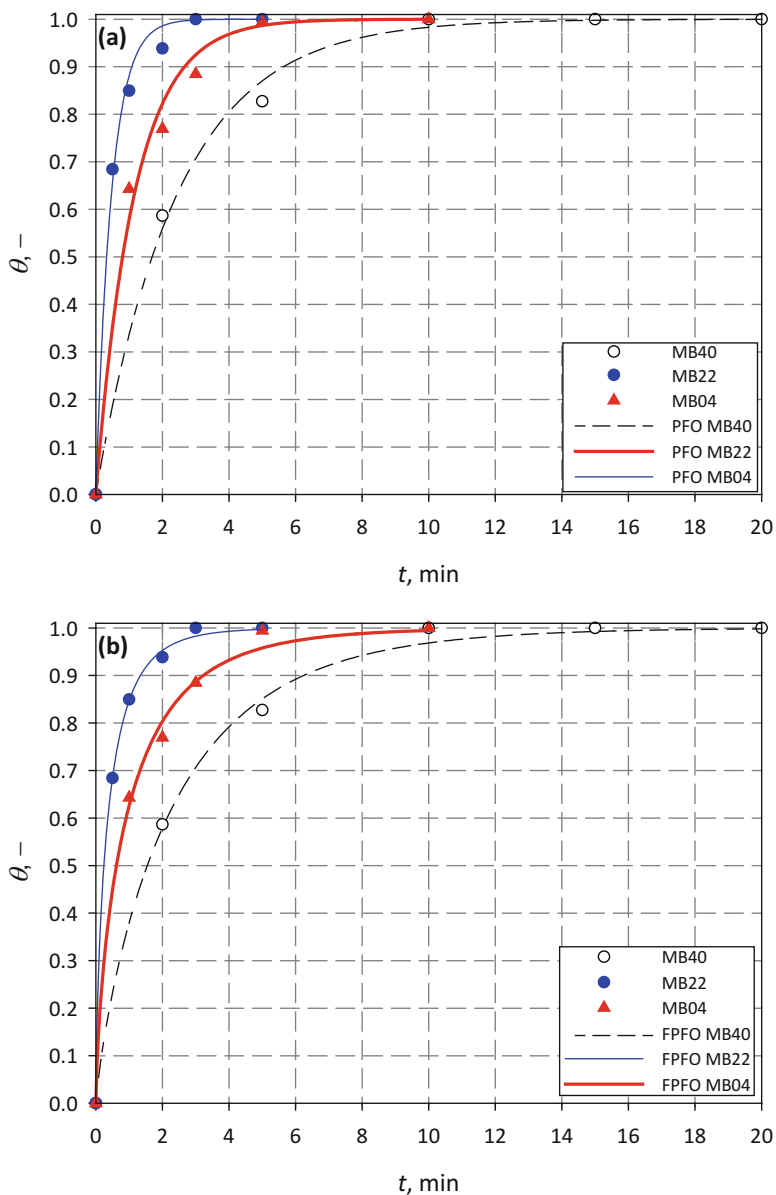 (a)
1.0
0.9
0.8
0.7
0.6
0.5
0.4
0.3
0.2
0.1
0.0
θ, –
MB40
MB22
MB04
PFO MB40
PFO MB22
PFO MB04
0 2 4 6 8 10 12 14 16 18 20
t, min
(b)
1.0
0.9
0.8
0.7
0.6
0.5
0.4
0.3
0.2
0.1
0.0
θ, –
MB40
MB22
MB04
FPFO MB40
FPFO MB22
FPFO MB04
0 2 4 6 8 10 12 14 16 18 20
t, min